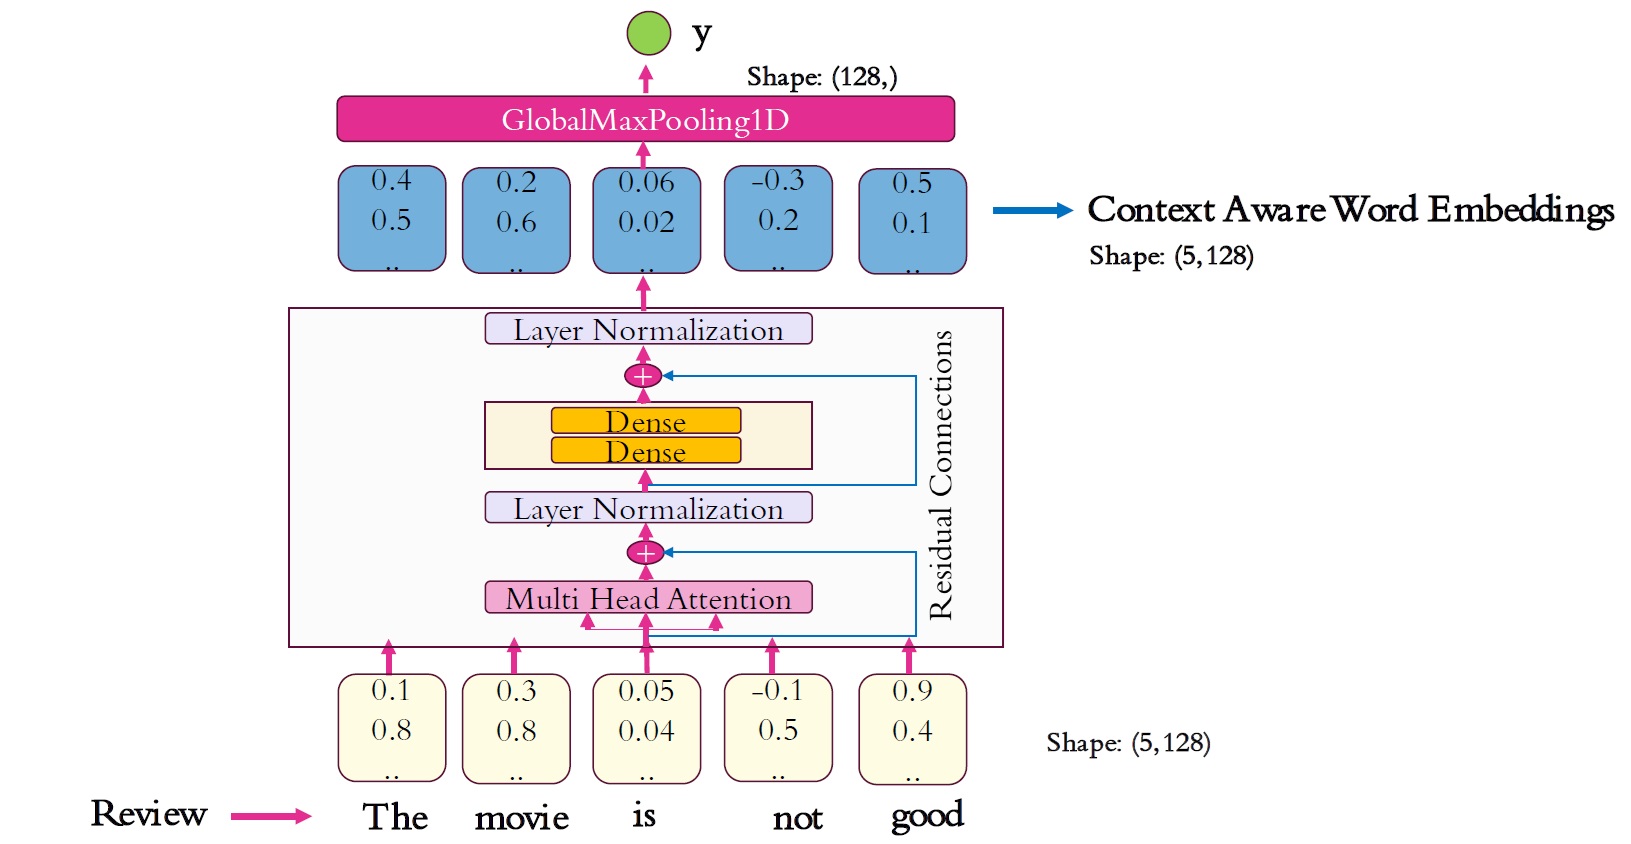 y
Shape: (128,)
GlobalMaxPooling1D
0.4 0.2 0.06 -0.3 0.5
0.5 0.6 0.02 0.2 0.1
.. .. .. .. ..
Context Aware Word Embeddings
Shape: (5,128)
Layer Normalization
+
Dense
Dense
Layer Normalization
+
Multi Head Attention
Residual Connections
0.1 0.3 0.05 -0.1 0.9
0.8 0.8 0.04 0.5 0.4
.. .. .. .. ..
Shape: (5,128)
Review The movie is not good